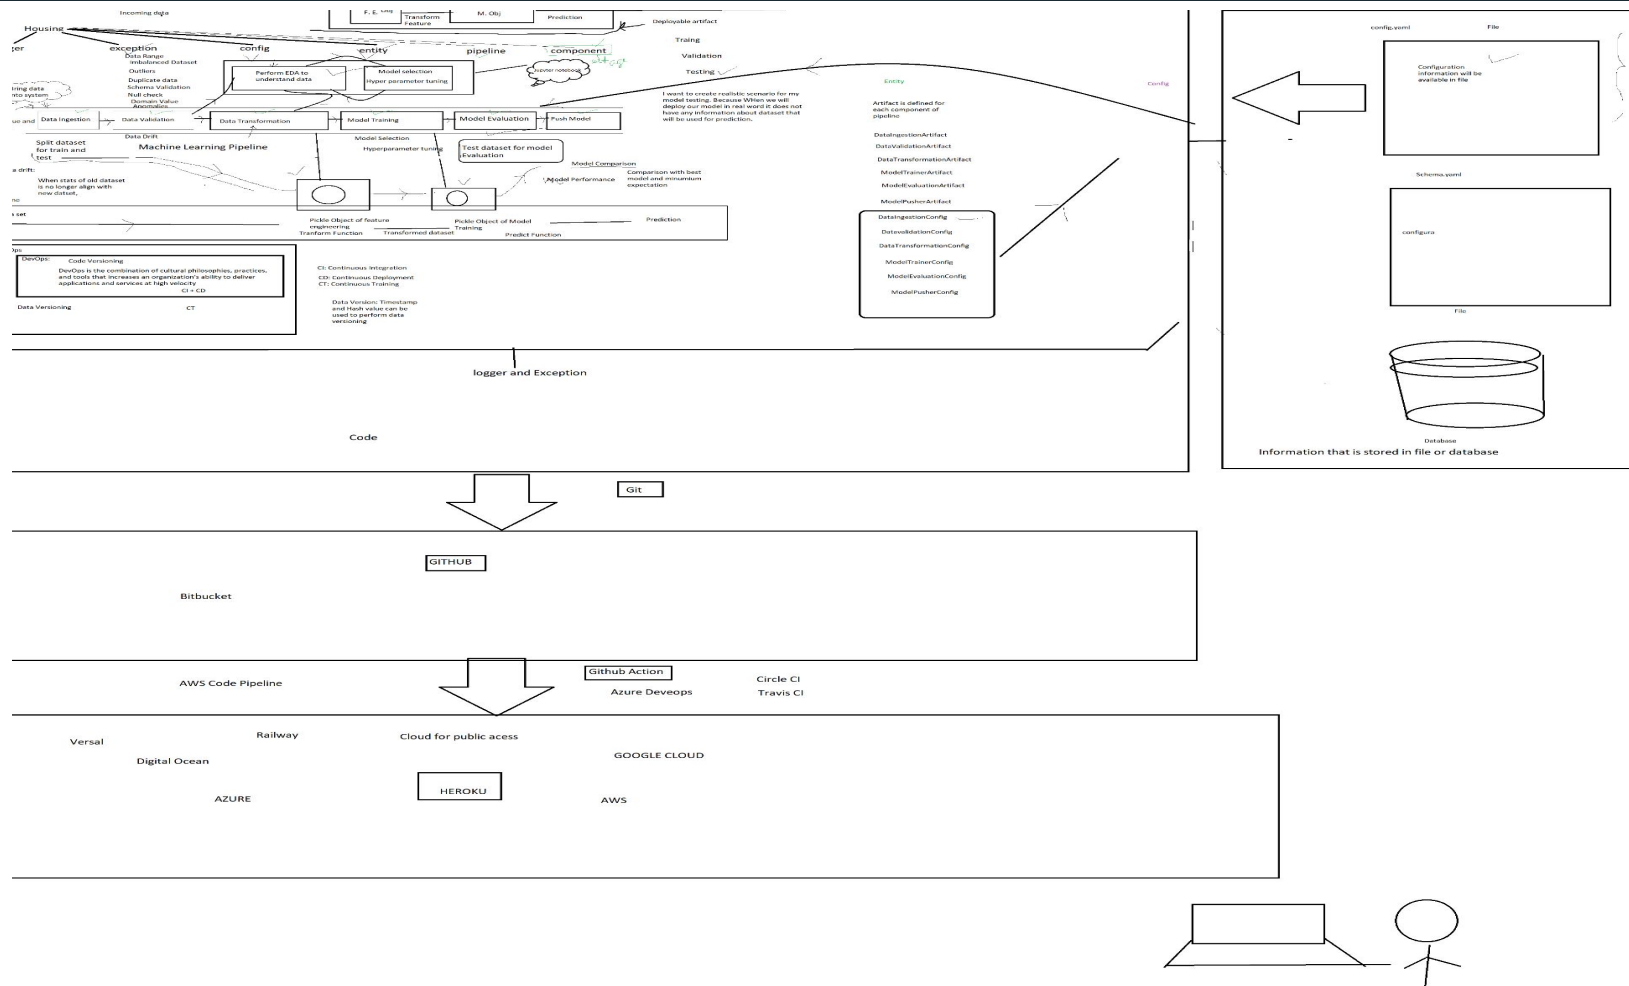 Incoming data
F. E. Obj
Transform
Feature
M. Obj
Prediction
Deployable artifact
Housing
ger
exception
config
entity
pipeline
component
Traing
Validation
Testing
I want to create realistic scenario for my
model testing. Because WHen we will
deploy our model in real word it does not
have any information about dataset that
will be used for prediction.
Data Range
Imbalanced Dataset
Outliers
Duplicate data
Schema Validation
Null check
Domain Value
Anomalies
Perform EDA to
understand data
Model selection
Hyper parameter tuning
Jupyter notebook
ring data
nto system
ue and
Data Ingestion
Data Validation
Data Transformation
Model Training
Model Evaluation
Push Model
Data Drift
Machine Learning Pipeline
Model Selection
Hyperparameter tuning
Test dataset for model
Evaluation
Split dataset
for train and
test
a drift:
When stats of old dataset
is no longer align with
now datset,
Model Comparison
Model Performance
Comparison with best
model and minumium
expectation
a set
Pickle Object of feature
engineering
Tranform Function
Transformed dataset
Pickle Object of Model
Training
Predict Function
Prediction
Ops
DevOps:
Code Versioning
DevOps is the combination of cultural philosophies, practices,
and tools that increases an organization's ability to deliver
applications and services at high velocity
CI + CD
Data Versioning
CT
CI: Continuous Integration
CD: Continuous Deployment
CT: Continuous Training
Data Version: Timestamp
and Hash value can be
used to perform data
versioning
Entity
Artifact is defined for
each component of
pipeline
DataIngestionArtifact
DataValidationArtifact
DataTransformationArtifact
ModelTrainerArtifact
ModelEvaluationArtifact
ModelPusherArtifact
DataIngestionConfig
DatavalidationConfig
DataTransformationConfig
ModelTrainerConfig
ModelEvaluationConfig
ModelPusherConfig
Config
config.yaml
File
Configuration
information will be
available in file
Schema.yaml
configura
File
Database
Information that is stored in file or database
logger and Exception
Code
Git
GITHUB
Bitbucket
AWS Code Pipeline
Github Action
Azure Deveops
Circle CI
Travis CI
Versal
Railway
Cloud for public acess
GOOGLE CLOUD
Digital Ocean
HEROKU
AZURE
AWS